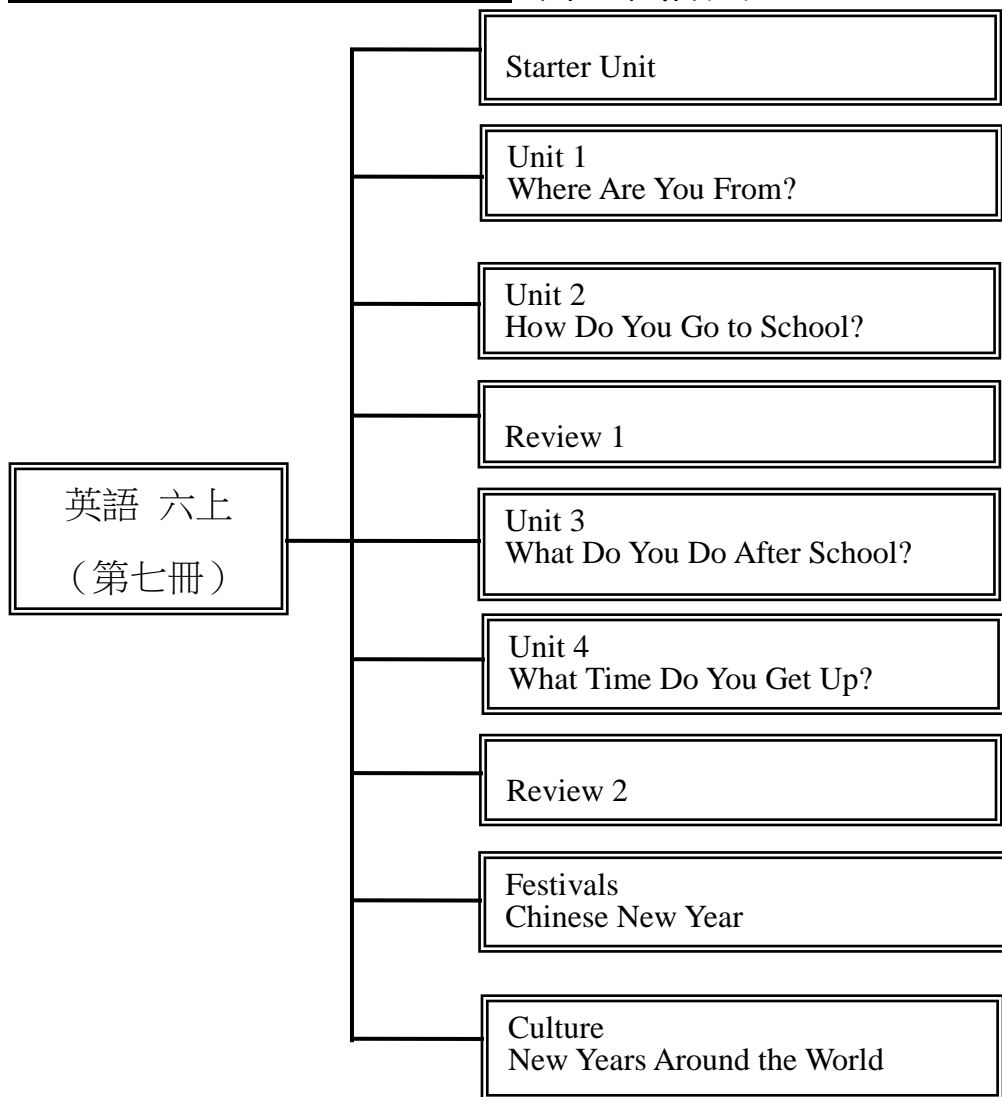 英語 六上
（第七冊）
Starter Unit
Unit 1
Where Are You From?
Unit 2
How Do You Go to School?
Review 1
Unit 3
What Do You Do After School?
Unit 4
What Time Do You Get Up?
Review 2
Festivals
Chinese New Year
Culture
New Years Around the World